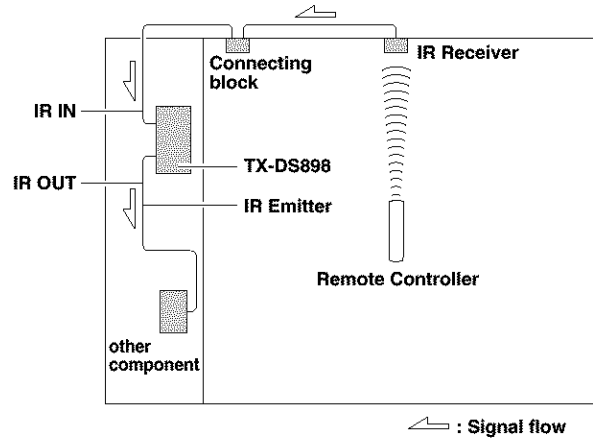 IR Receiver
Connecting
block
IR IN
TX-DS898
IR OUT
IR Emitter
Remote Controller
other
component
: Signal flow